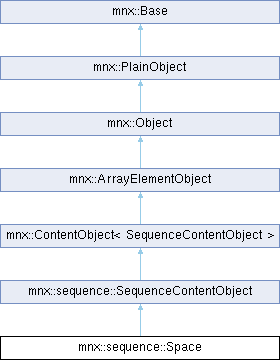 mnx::Base
mnx::PlainObject
mnx::Object
mnx::ArrayElementObject
mnx::ContentObject< SequenceContentObject >
mnx::sequence::SequenceContentObject
mnx::sequence::Space